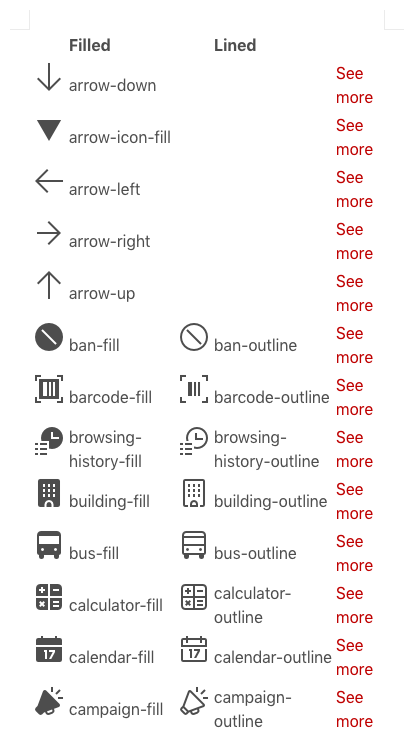 Filled Lined
arrow-down See
more
arrow-icon-fill See
more
arrow-left See
more
arrow-right See
more
arrow-up See
more
ban-fill ban-outline See
more
barcode-fill barcode-outline See
more
browsing- browsing- See
history-fill history-outline more
building-fill building-outline See
more
bus-fill bus-outline See
more
calculator-fill calculator- See
outline more
17 calendar-fill 17 calendar-outline See
more
campaign-fill campaign- See
outline more